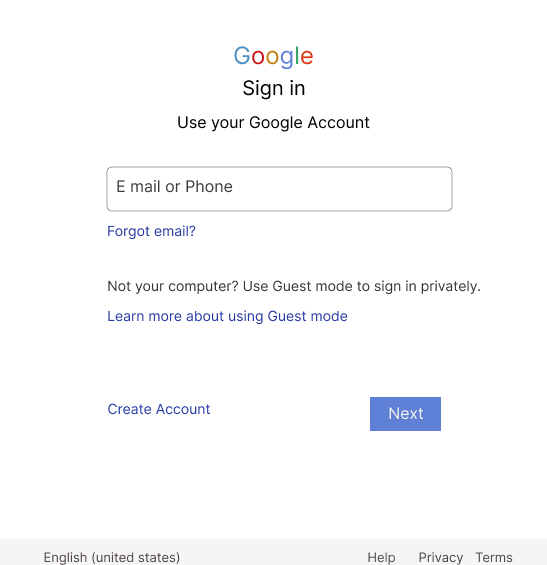 Google
Sign in
Use your Google Account
E mail or Phone
Forgot email?
Not your computer? Use Guest mode to sign in privately.
Learn more about using Guest mode
Create Account
Next
English (united states)
Help
Privacy
Terms